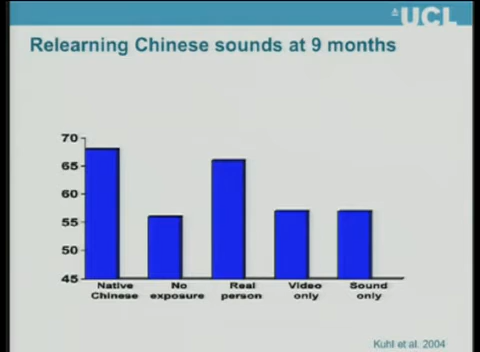 UCL
Relearning Chinese sounds at 9 months
70
65
60
55
50
45
Native Chinese
No exposure
Real person
Video only
Sound only
Kuhl et al. 2004